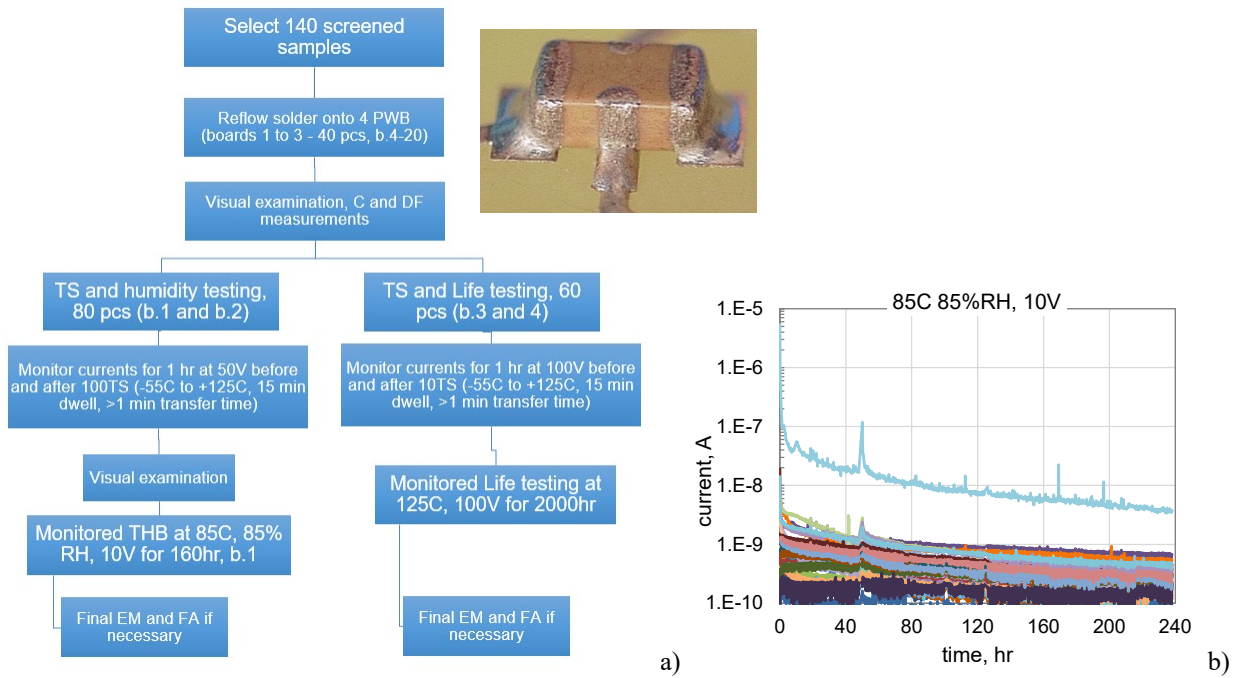 Select 140 screened
samples
Reflow solder onto 4 PWB
(boards 1 to 3 - 40 pcs, b.4-20)
Visual examination, C and DF
measurements
TS and humidity testing,
80 pcs (b.1 and b.2)
Monitor currents for 1 hr at 50V before
and after 100TS (-55C to +125C, 15 min
dwell, >1 min transfer time)
Visual examination
Monitored THB at 85C, 85%
RH, 10V for 160hr, b.1
Final EM and FA if
necessary
TS and Life testing, 60
pcs (b.3 and 4)
Monitor currents for 1 hr at 100V before
and after 10TS (-55C to +125C, 15 min
dwell, >1 min transfer time)
Monitored Life testing at
125C, 100V for 2000hr
Final EM and FA if
necessary
a)
85C 85%RH, 10V
current, A
1.E-5
1.E-6
1.E-7
1.E-8
1.E-9
1.E-10
0 40 80 120 160 200 240
time, hr
b)